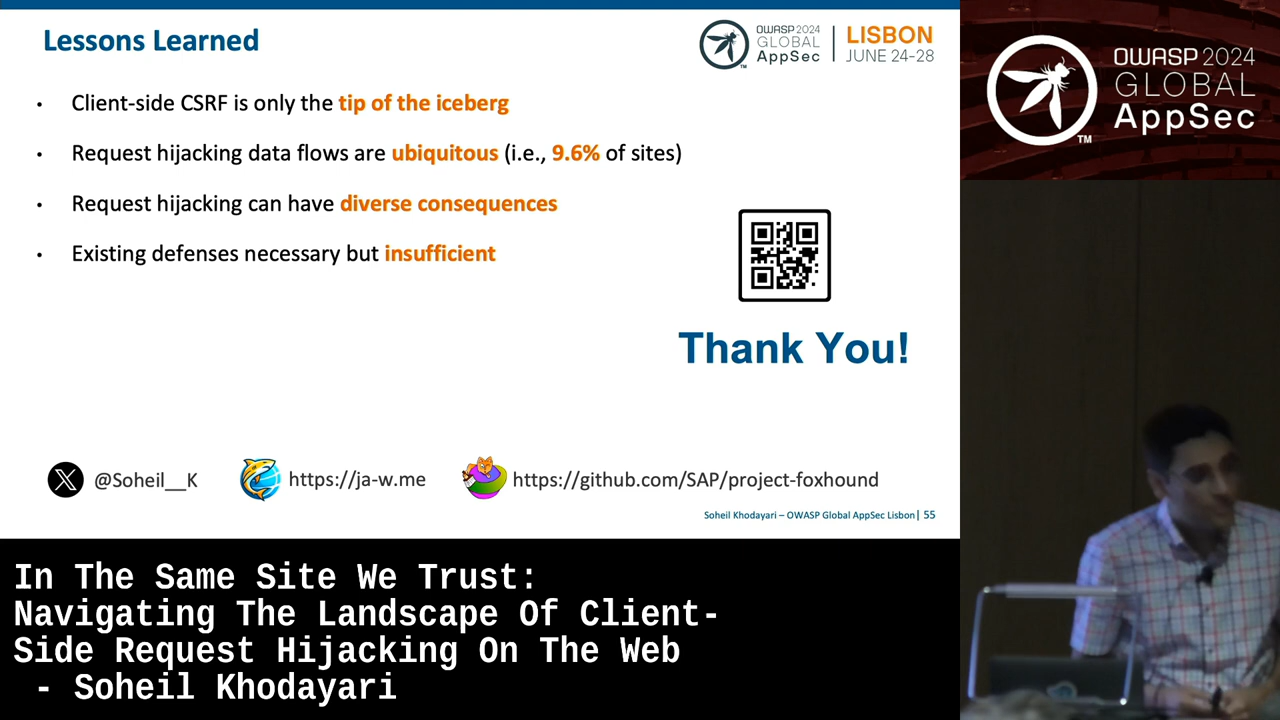 Lessons Learned
OWASP 2024
GLOBAL
AppSec
TM
LISBON
JUNE 24-28
• Client-side CSRF is only the tip of the iceberg
• Request hijacking data flows are ubiquitous (i.e., 9.6% of sites)
• Request hijacking can have diverse consequences
• Existing defenses necessary but insufficient
Thank You!
@Soheil__K
https://ja-w.me
https://github.com/SAP/project-foxhound
Soheil Khodayari – OWASP Global AppSec Lisbon| 55
OWASP 2024
GLOBAL
AppSec
TM
In The Same Site We Trust:
Navigating The Landscape Of Client-
Side Request Hijacking On The Web
- Soheil Khodayari